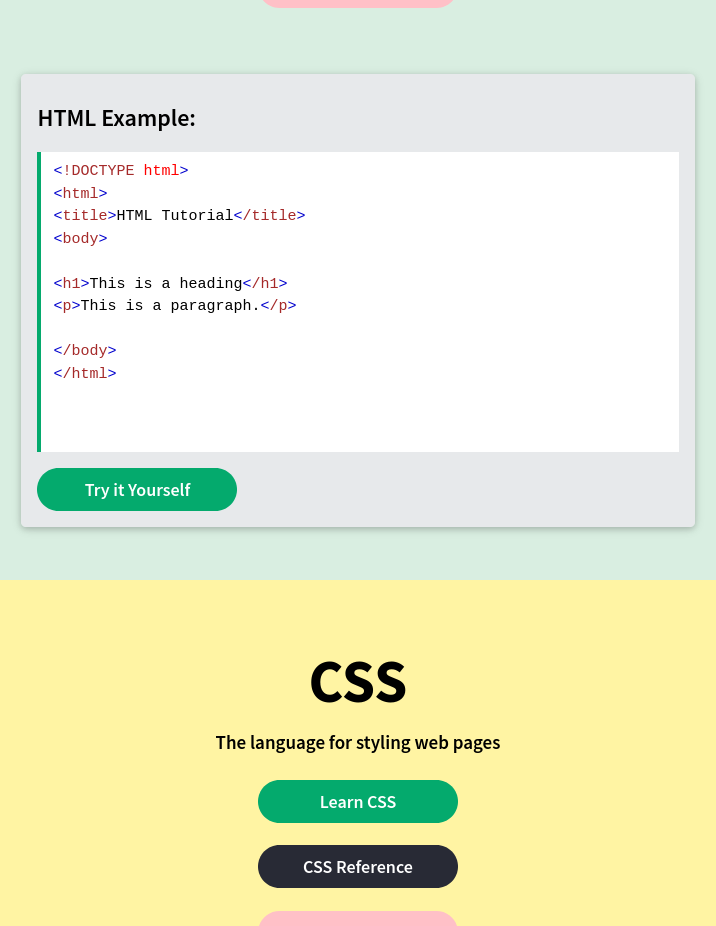 HTML Example:
<!DOCTYPE html>
<html>
<title>HTML Tutorial</title>
<body>
<h1>This is a heading</h1>
<p>This is a paragraph.</p>
</body>
</html>
Try it Yourself
CSS
The language for styling web pages
Learn CSS
CSS Reference